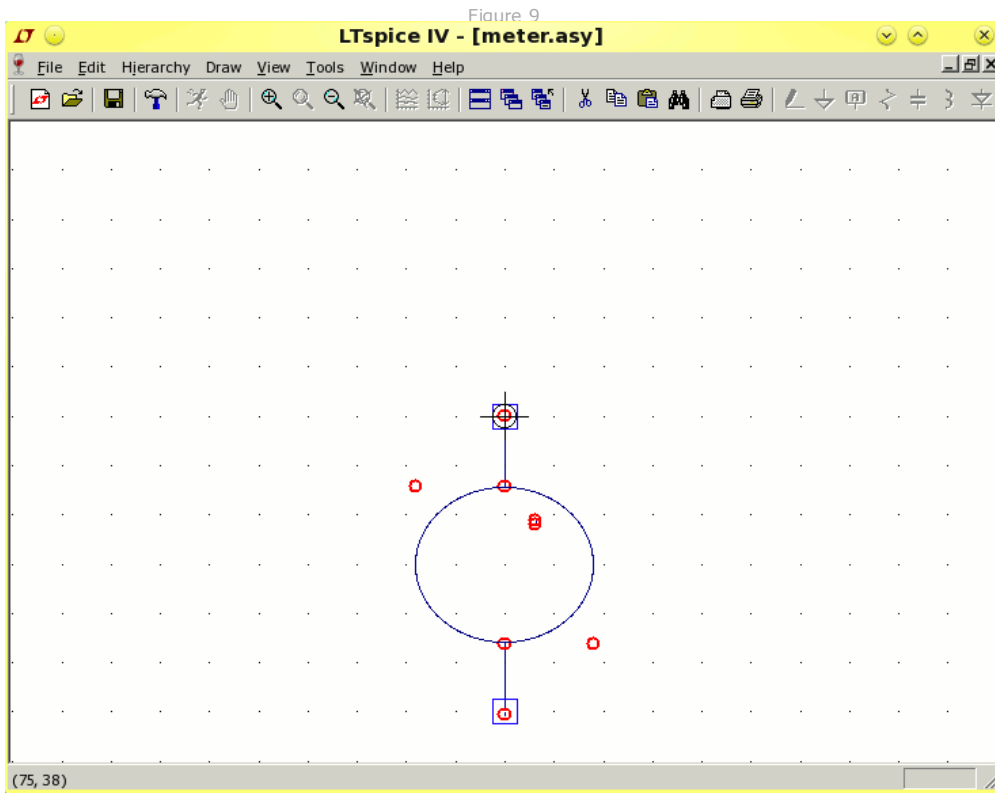 Figure 9
LTspice IV - [meter.asy]
File Edit Hierarchy Draw View Tools Window Help
(75, 38)